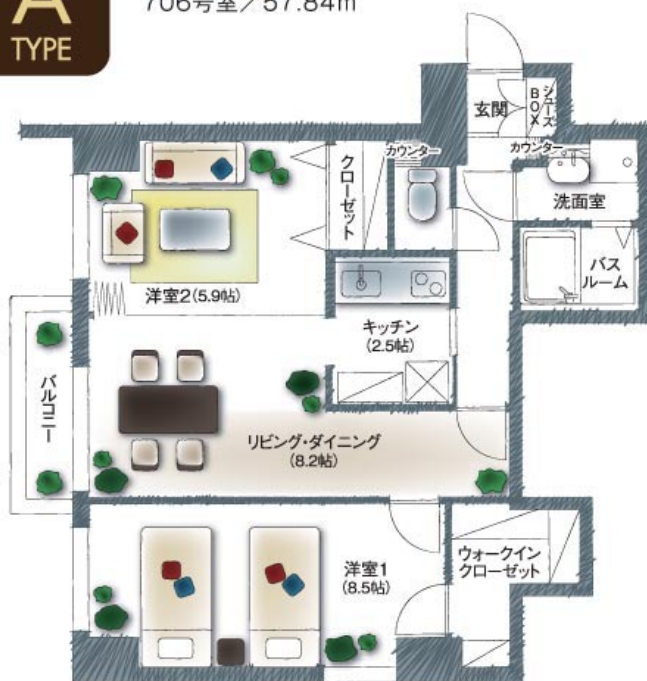 A
TYPE
706号室／57.84㎡
玄関
シューズ
BOX
カウンター
カウンター
クローゼット
洗面室
バス
ルーム
洋室2(5.9帖)
キッチン
(2.5帖)
バルコニー
リビング・ダイニング
(8.2帖)
洋室1
(8.5帖)
ウォークイン
クローゼット